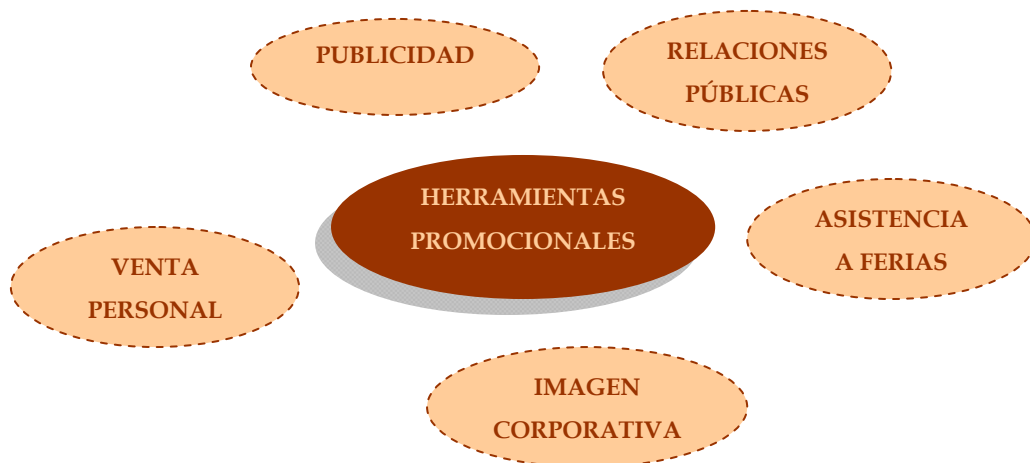 PUBLICIDAD
RELACIONES
PÚBLICAS
HERRAMIENTAS
PROMOCIONALES
ASISTENCIA
A FERIAS
VENTA
PERSONAL
IMAGEN
CORPORATIVA